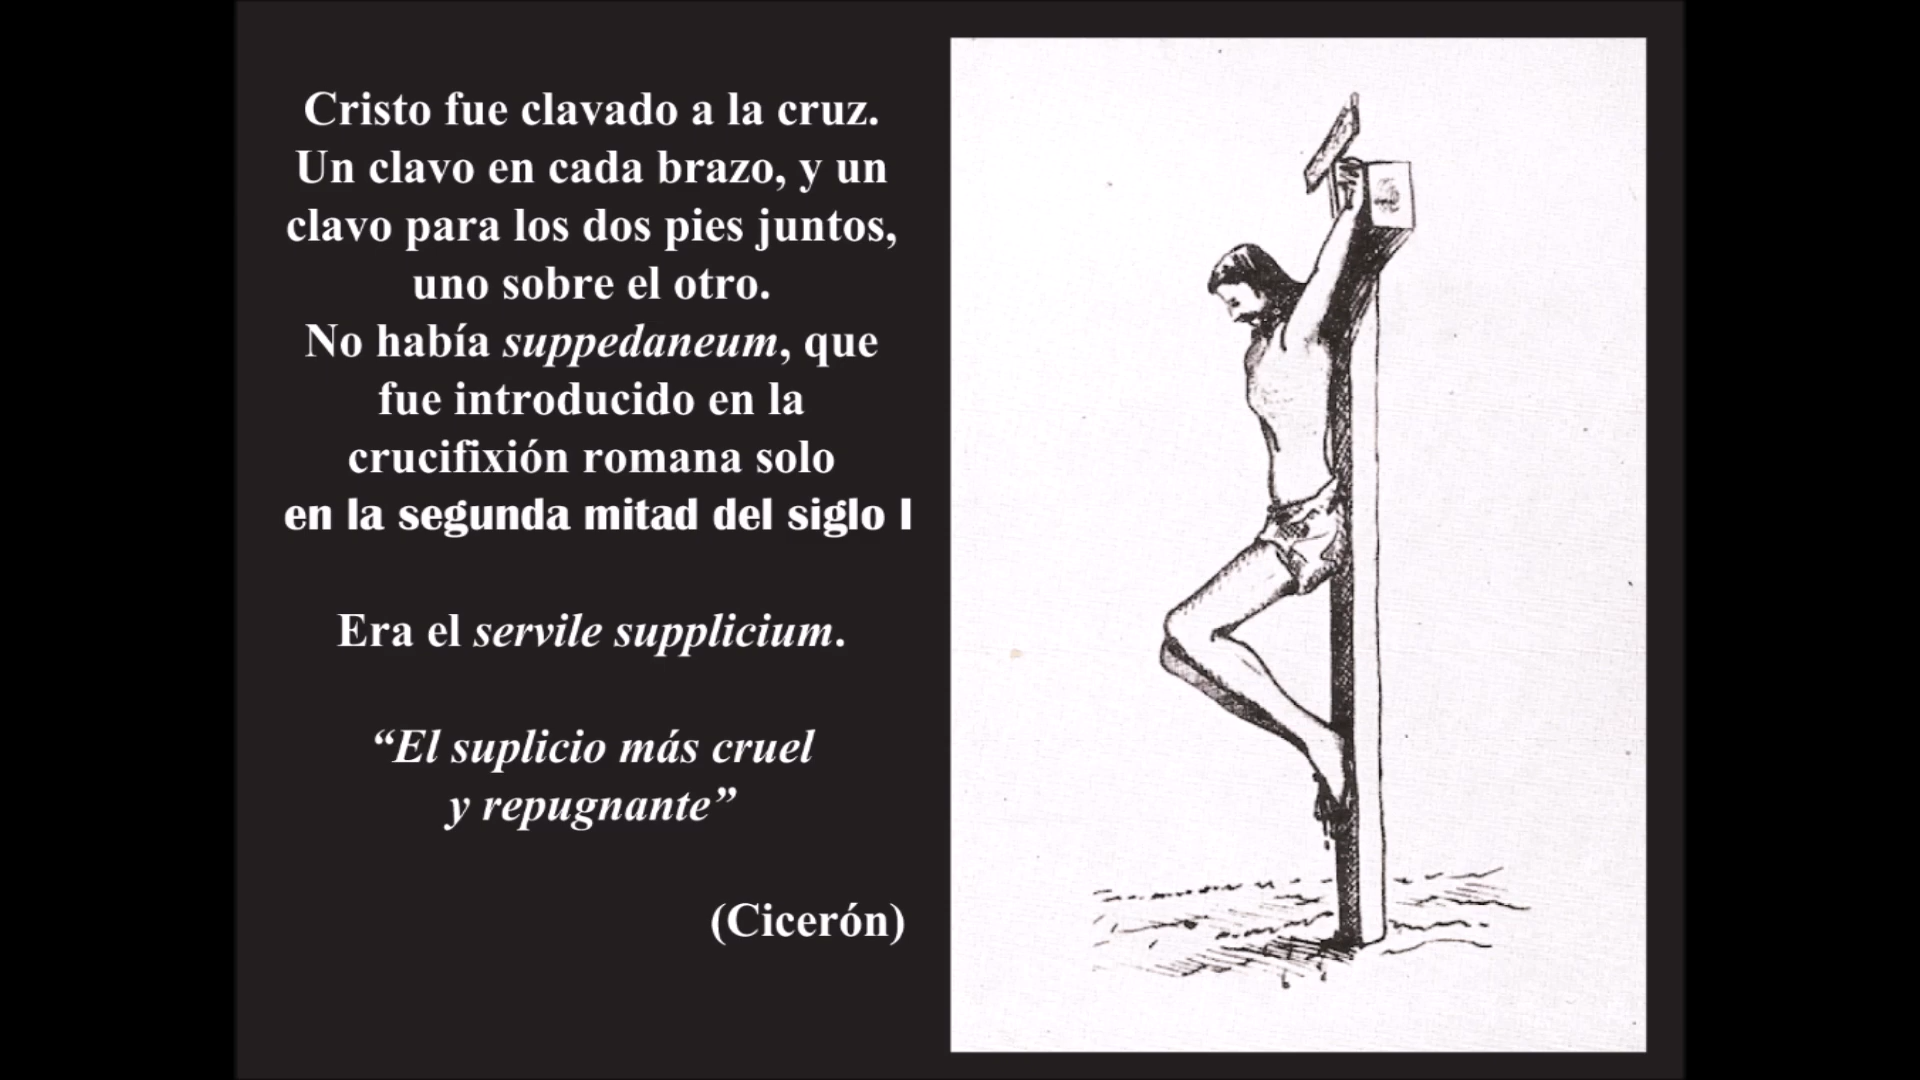 Cristo fue clavado a la cruz.
Un clavo en cada brazo, y un
clavo para los dos pies juntos,
uno sobre el otro.
No había suppedaneum, que
fue introducido en la
crucifixión romana solo
en la segunda mitad del siglo I
Era el servile supplicium.
“El suplicio más cruel
y repugnante”
(Cicerón)